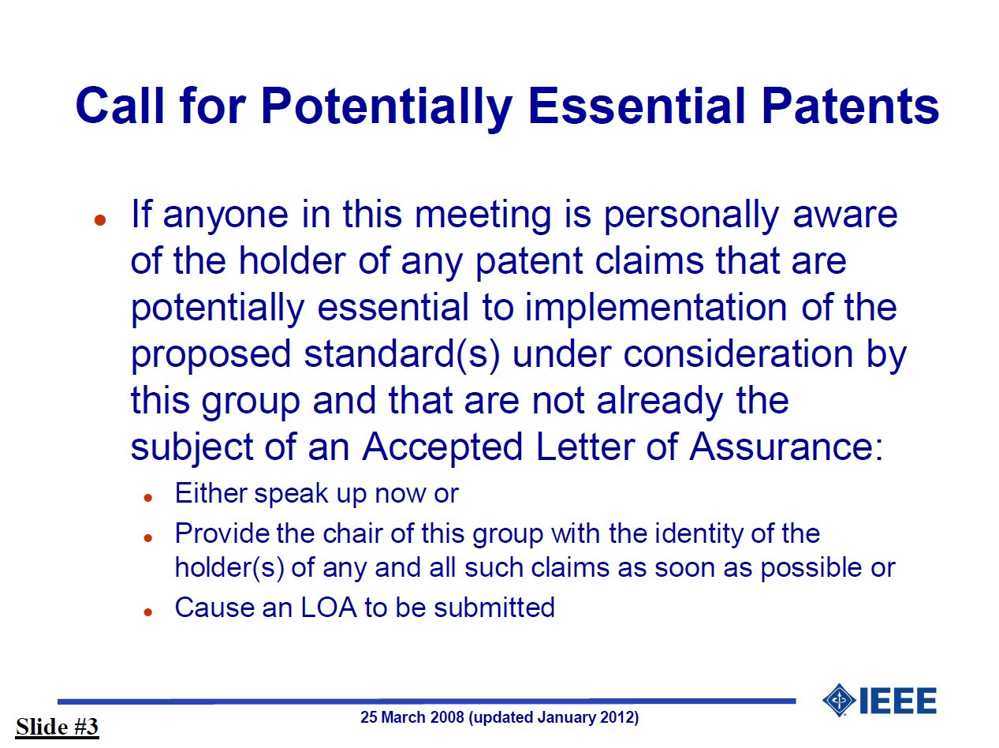 Call for Potentially Essential Patents
If anyone in this meeting is personally aware
of the holder of any patent claims that are
potentially essential to implementation of the
proposed standard(s) under consideration by
this group and that are not already the
subject of an Accepted Letter of Assurance:
Either speak up now or
Provide the chair of this group with the identity of the
holder(s) of any and all such claims as soon as possible or
Cause an LOA to be submitted
IEEE
25 March 2008 (updated January 2012)
Slide #3